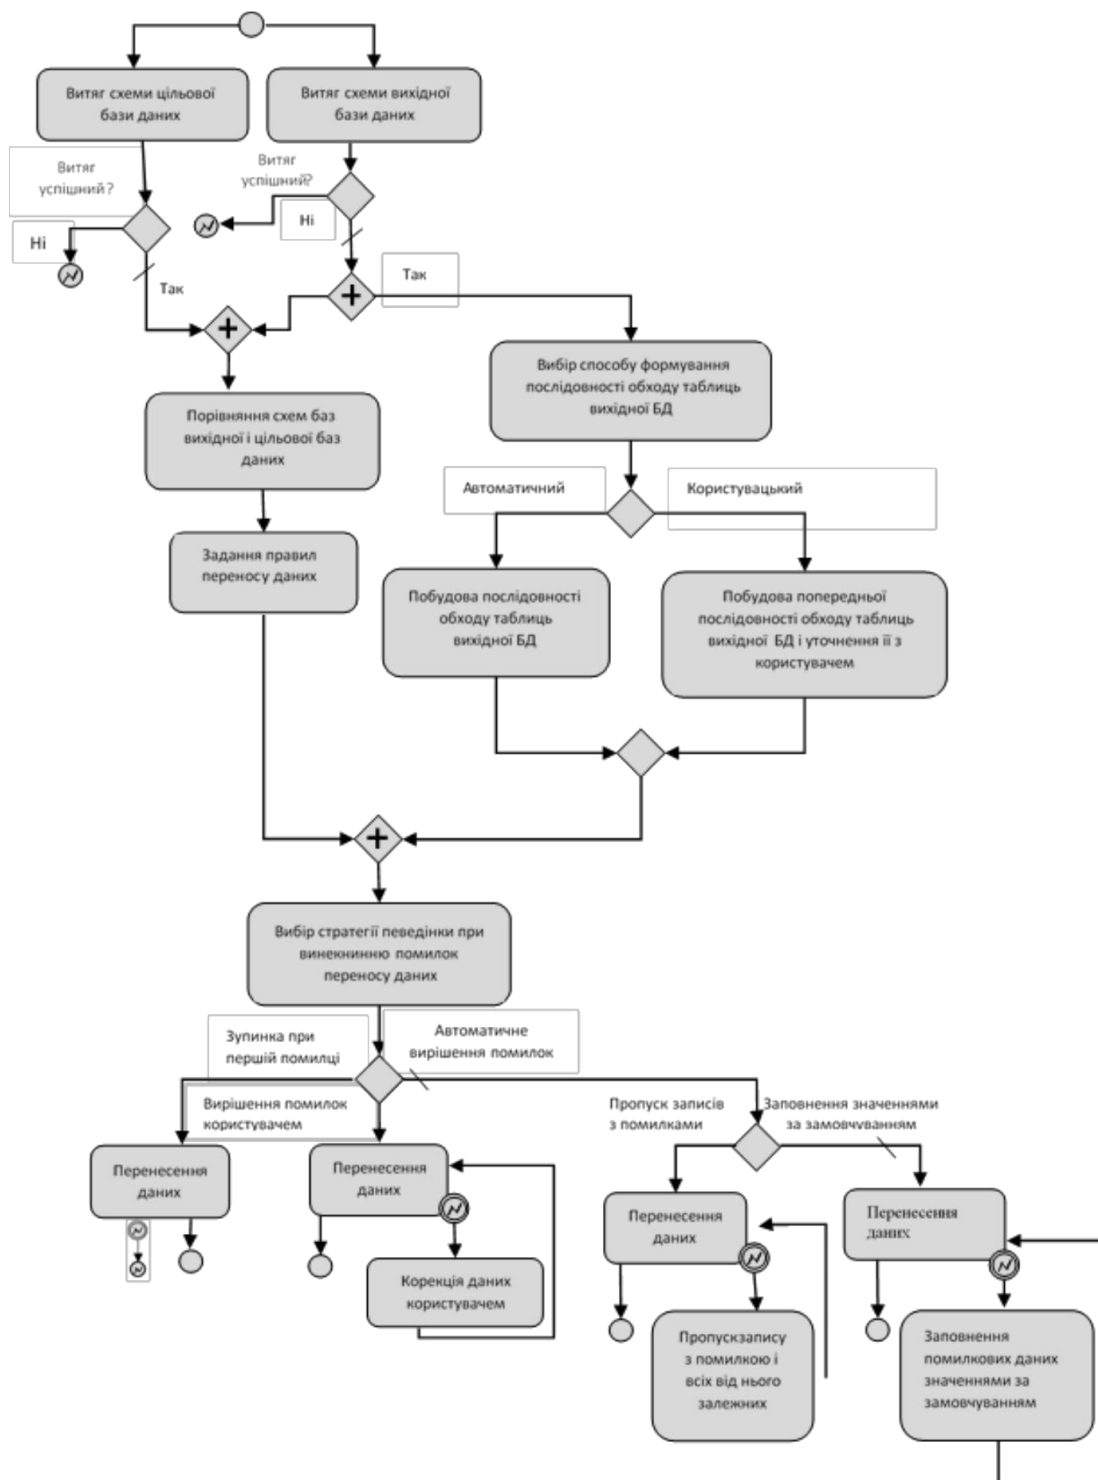 Витяг схеми цільової
бази даних
Витяг схеми вихідної
бази даних
Витяг
успішний?
Витяг
успішний?
Ні
Ні
Так
Так
Вибір способу формування
послідовності обходу таблиць
вихідної БД
Порівняння схем баз
вихідної і цільової баз
даних
Автоматичний
Користувацький
Задання правил
переносу даних
Побудова послідовності
обходу таблиць
вихідної БД
Побудова попередньої
послідовності обходу таблиць
вихідної БД і уточнення її з
користувачем
Вибір стратегії певедінки при
винекнинню помилок
переносу даних
Зупинка при
першій помилці
Автоматичне
вирішення помилок
Вирішення помилок
користувачем
Пропуск записів
з помилками
Заповнення значеннями
за замовчуванням
Перенесення
даних
Перенесення
даних
Перенесення
даних
Перенесення
даних
Корекція даних
користувачем
Пропускзапису
з помилкою і
всіх від нього
залежних
Заповнення
помилкових даних
значеннями за
замовчуванням